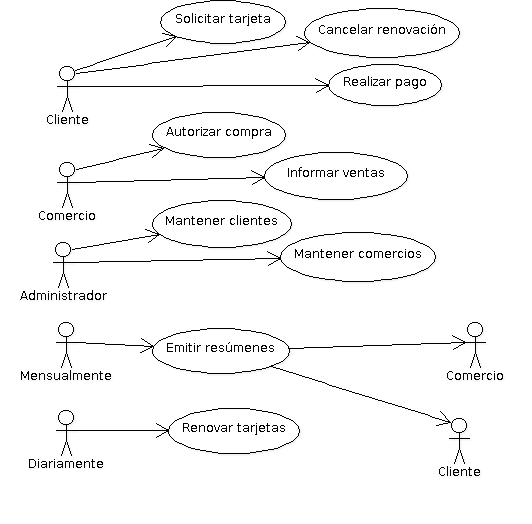 Solicitar tarjeta
Cancelar renovación
Realizar pago
Cliente
Autorizar compra
Informar ventas
Comercio
Mantener clientes
Mantener comercios
Administrador
Emitir resúmenes
Mensualmente
Comercio
Renovar tarjetas
Diariamente
Cliente